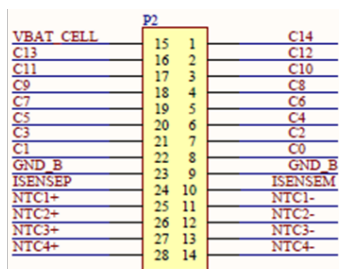 P2
VBAT_CELL 15 1 C14
C13 16 2 C12
C11 17 3 C10
C9 18 4 C8
C7 19 5 C6
C5 20 6 C4
C3 21 7 C2
C1 22 8 C0
GND_B 23 9 GND_B
ISENSEP 24 10 ISENSEM
NTC1+ 25 11 NTC1-
NTC2+ 26 12 NTC2-
NTC3+ 27 13 NTC3-
NTC4+ 28 14 NTC4-